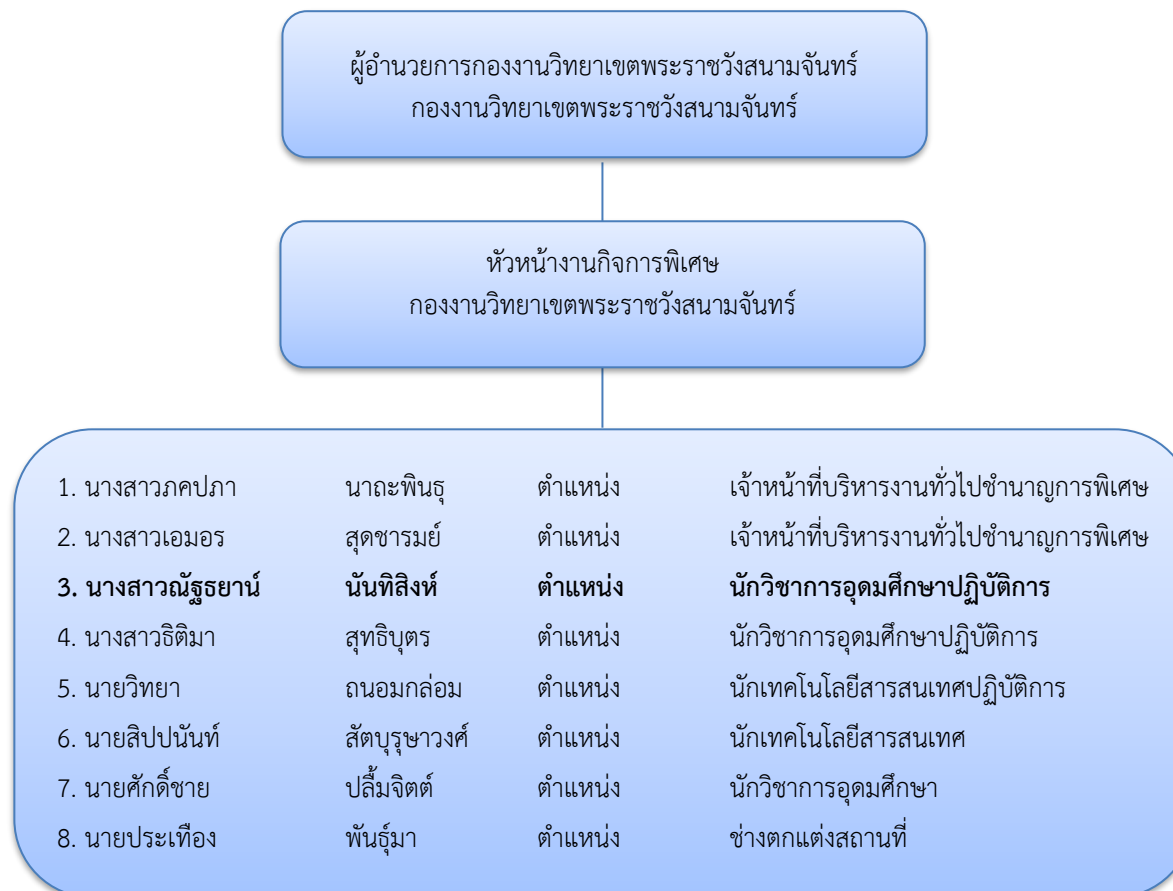 ผู้อำนวยการกองงานวิทยาเขตพระราชวังสนามจันทร์
กองงานวิทยาเขตพระราชวังสนามจันทร์
หัวหน้างานกิจการพิเศษ
กองงานวิทยาเขตพระราชวังสนามจันทร์
1. นางสาวภคปภา นาถะพินธุ ตำแหน่ง เจ้าหน้าที่บริหารงานทั่วไปชำนาญการพิเศษ
2. นางสาวเอมอร สุดชารมย์ ตำแหน่ง เจ้าหน้าที่บริหารงานทั่วไปชำนาญการพิเศษ
3. นางสาวณัฐธยาน์ นันทิสิงห์ ตำแหน่ง นักวิชาการอุดมศึกษาปฏิบัติการ
4. นางสาวธิติมา สุทธิบุตร ตำแหน่ง นักวิชาการอุดมศึกษาปฏิบัติการ
5. นายวิทยา ถนอมกล่อม ตำแหน่ง นักเทคโนโลยีสารสนเทศปฏิบัติการ
6. นายสิปปนันท์ สัตบุรุษาวงศ์ ตำแหน่ง นักเทคโนโลยีสารสนเทศ
7. นายศักดิ์ชาย ปลื้มจิตต์ ตำแหน่ง นักวิชาการอุดมศึกษา
8. นายประเทือง พันธุ์มา ตำแหน่ง ช่างตกแต่งสถานที่